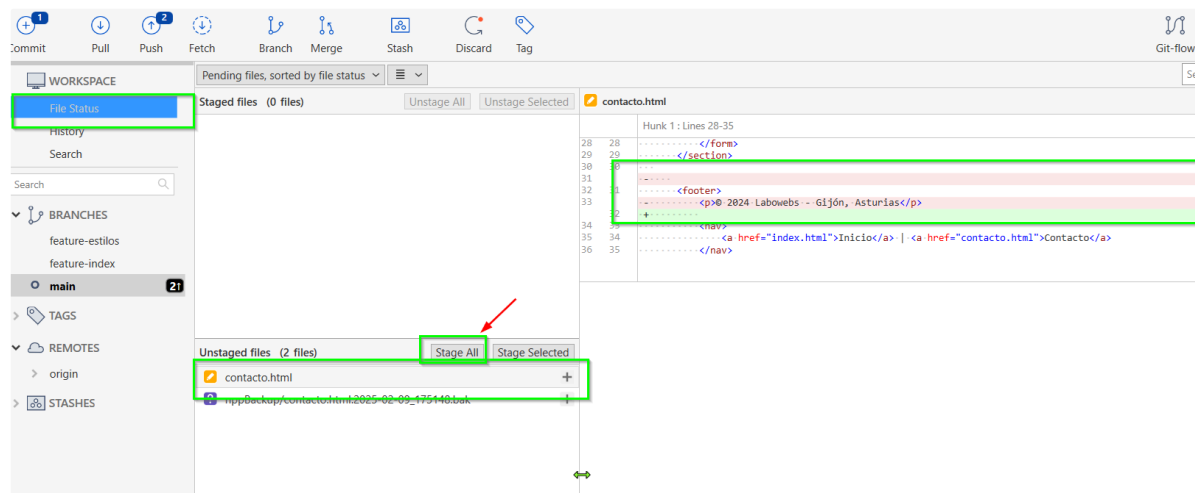 1 2
Commit Pull Push Fetch Branch Merge Stash Discard Tag Git-flow
WORKSPACE
File Status
History
Search
Search
BRANCHES
feature-estilos
feature-index
main 2↑
TAGS
REMOTES
origin
STASHES
Pending files, sorted by file status
Staged files (0 files) Unstage All Unstage Selected
Unstaged files (2 files) Stage All Stage Selected
contacto.html +
nppBackup/contacto.html.2025-02-09_175148.bak +
contacto.html
Hunk 1 : Lines 28-35
28 28 </form>
29 29 </section>
30 30
31 -
32 31 <footer>
33 - <p>© 2024 Labowebs - Gijón, Asturias</p>
32 +
34 33 <nav>
35 34 <a href="index.html">Inicio</a> | <a href="contacto.html">Contacto</a>
36 35 </nav>